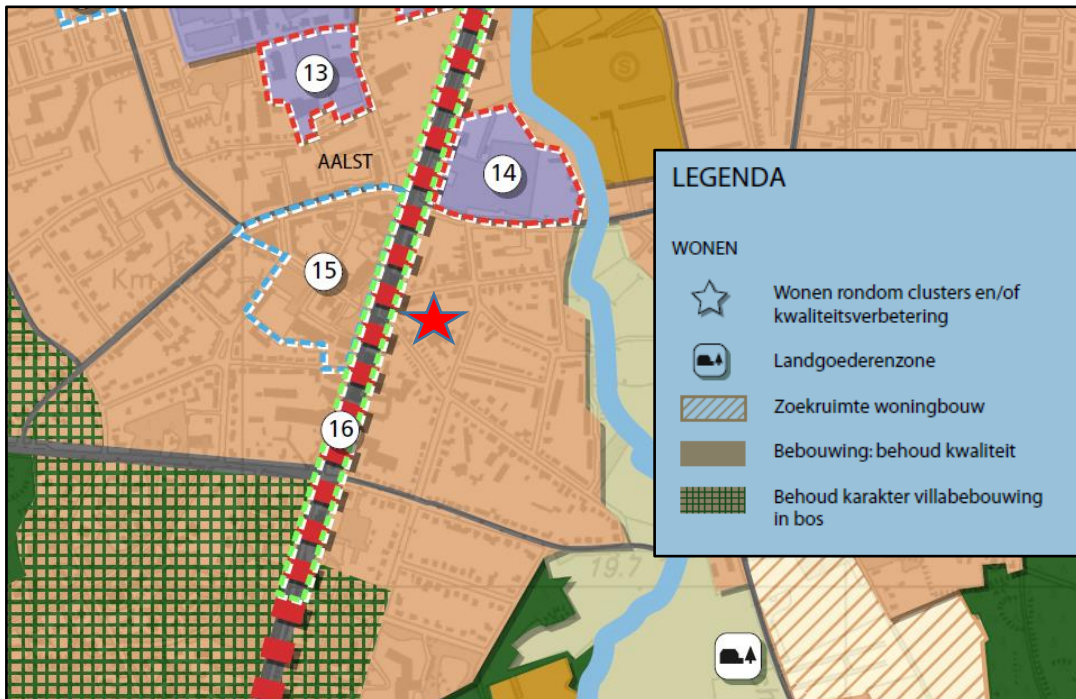 13
AALST
14
15
Km
16
19.7
S
LEGENDA
WONEN
Wonen rondom clusters en/of
kwaliteitsverbetering
Landgoederenzone
Zoekruimte woningbouw
Bebouwing: behoud kwaliteit
Behoud karakter villabebouwing
in bos